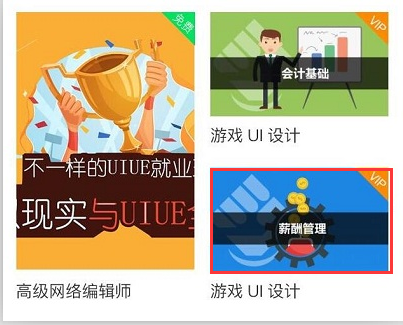 免费
不一样的UIUE就业
现实与UIUE
高级网络编辑师
VIP
会计基础
游戏 UI 设计
VIP
薪酬管理
游戏 UI 设计